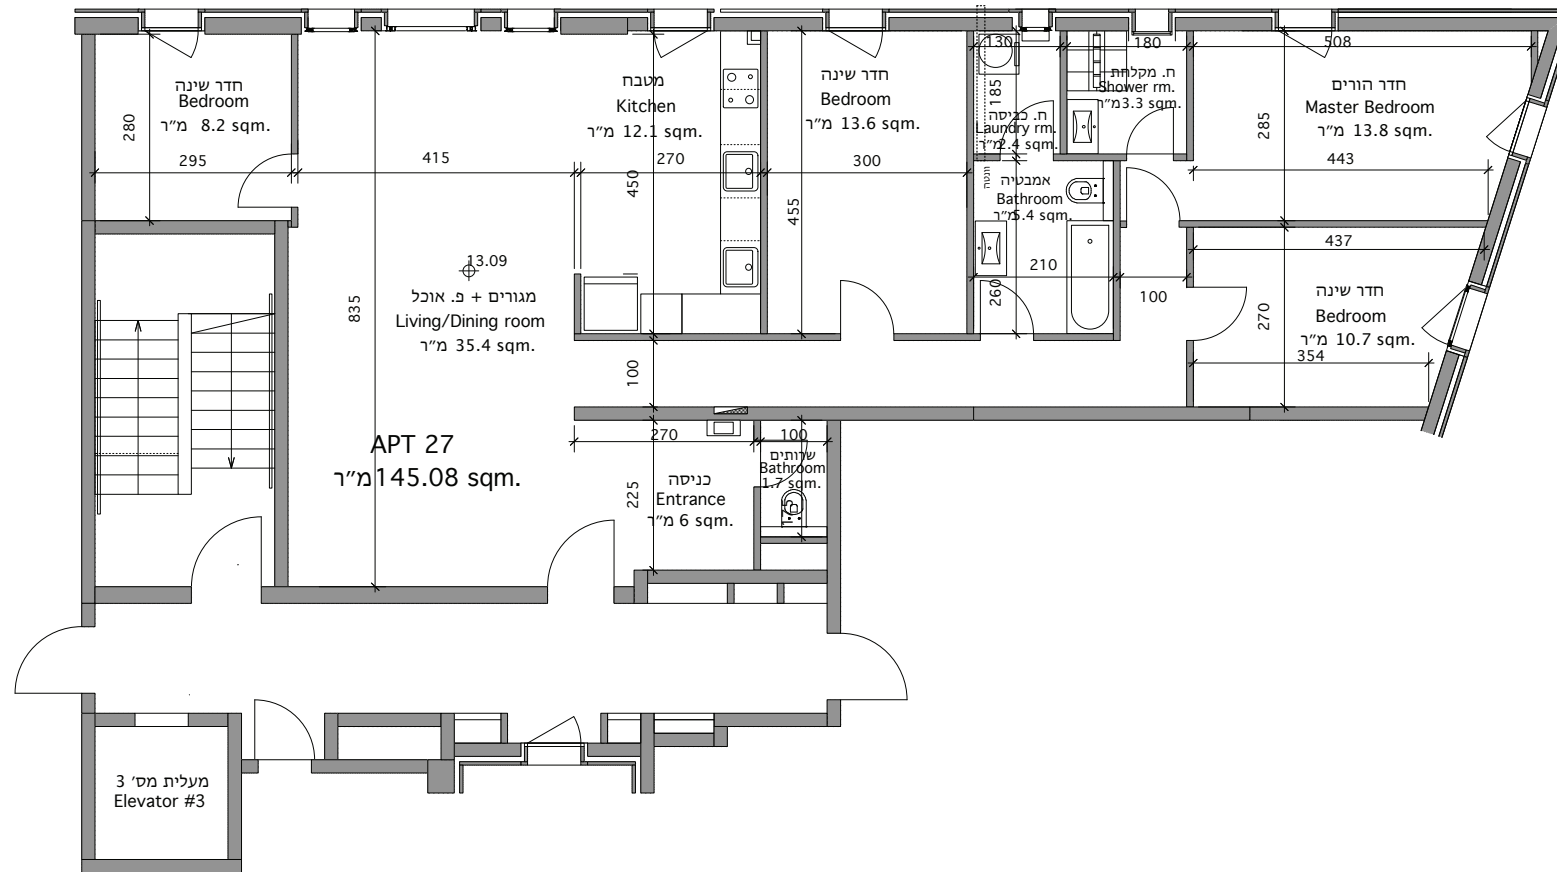 חדר שינה
Bedroom
8.2 sqm. מ״ר
280
295
415
835
13.09
מגורים + פ. אוכל
Living/Dining room
35.4 sqm. מ״ר
מטבח
Kitchen
12.1 sqm. מ״ר
270
450
חדר שינה
Bedroom
13.6 sqm. מ״ר
300
455
130
185
ח. כביסה
Laundry rm.
2.4 sqm. מ״ר
180
ח. מקלחת
Shower rm.
3.3 sqm. מ״ר
אמבטיה
Bathroom
5.4 sqm. מ״ר
210
260
100
508
חדר הורים
Master Bedroom
13.8 sqm. מ״ר
285
443
437
חדר שינה
Bedroom
10.7 sqm. מ״ר
270
354
100
APT 27
145.08 sqm. מ״ר
270
225
כניסה
Entrance
6 sqm. מ״ר
100
שרותים
Bathroom
1.7 sqm.
מעלית מס׳ 3
Elevator #3